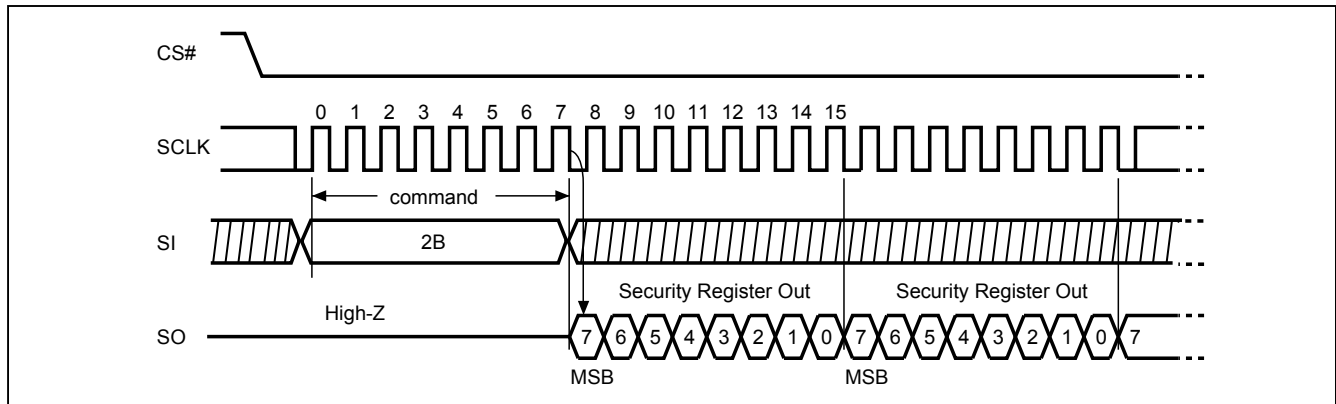 CS#
0 1 2 3 4 5 6 7 8 9 10 11 12 13 14 15
SCLK
command
SI
2B
Security Register Out Security Register Out
High-Z
SO
7 6 5 4 3 2 1 0 7 6 5 4 3 2 1 0 7
MSB MSB